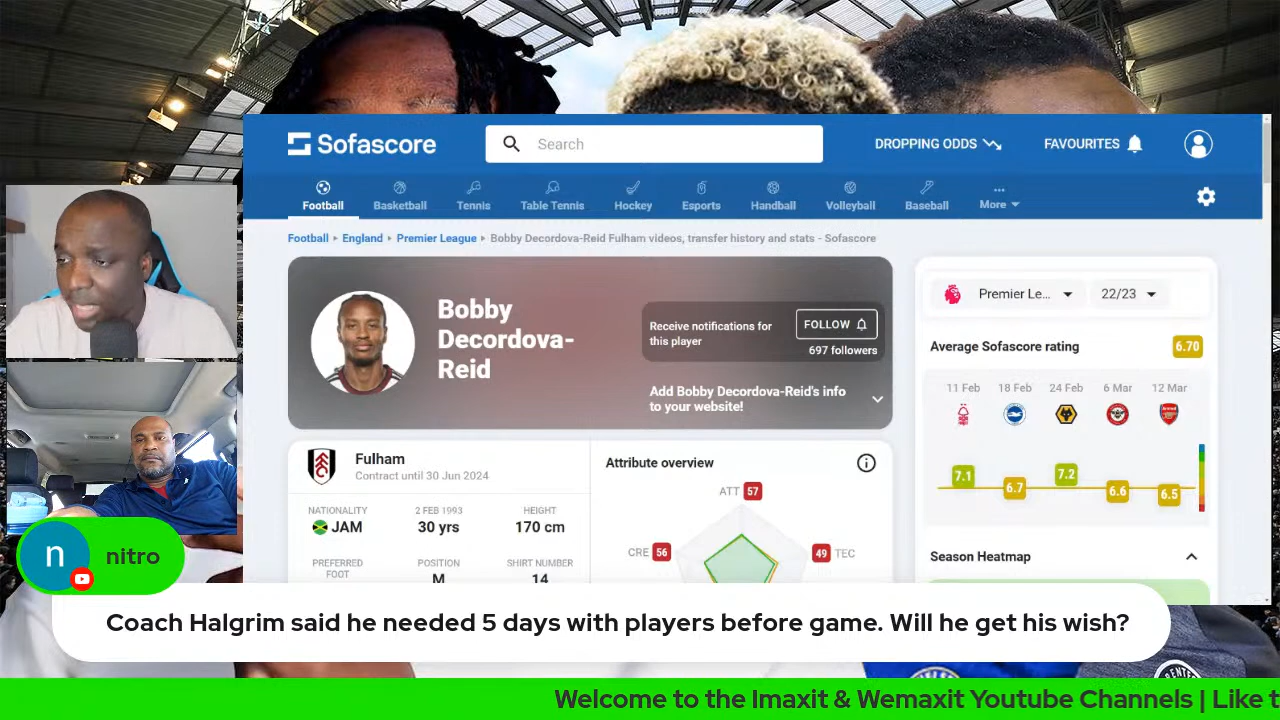 Sofascore
Search
DROPPING ODDS
FAVOURITES
Football
Basketball
Tennis
Table Tennis
Hockey
Esports
Handball
Volleyball
Baseball
More
Football England Premier League Bobby Decordova-Reid Fulham videos, transfer history and stats - Sofascore
Bobby
Decordova-
Reid
Receive notifications for
this player
FOLLOW
697 followers
Add Bobby Decordova-Reid's info
to your website!
Premier Le...
22/23
Average Sofascore rating
6.70
11 Feb
18 Feb
24 Feb
6 Mar
12 Mar
7.1
6.7
7.2
6.6
6.5
Season Heatmap
Fulham
Contract until 30 Jun 2024
NATIONALITY
JAM
2 FEB 1993
30 yrs
HEIGHT
170 cm
PREFERRED
FOOT
POSITION
M
SHIRT NUMBER
14
Attribute overview
ATT 57
CRE 56
49 TEC
n
nitro
Coach Halgrim said he needed 5 days with players before game. Will he get his wish?
Welcome to the Imaxit & Wemaxit Youtube Channels | Like t